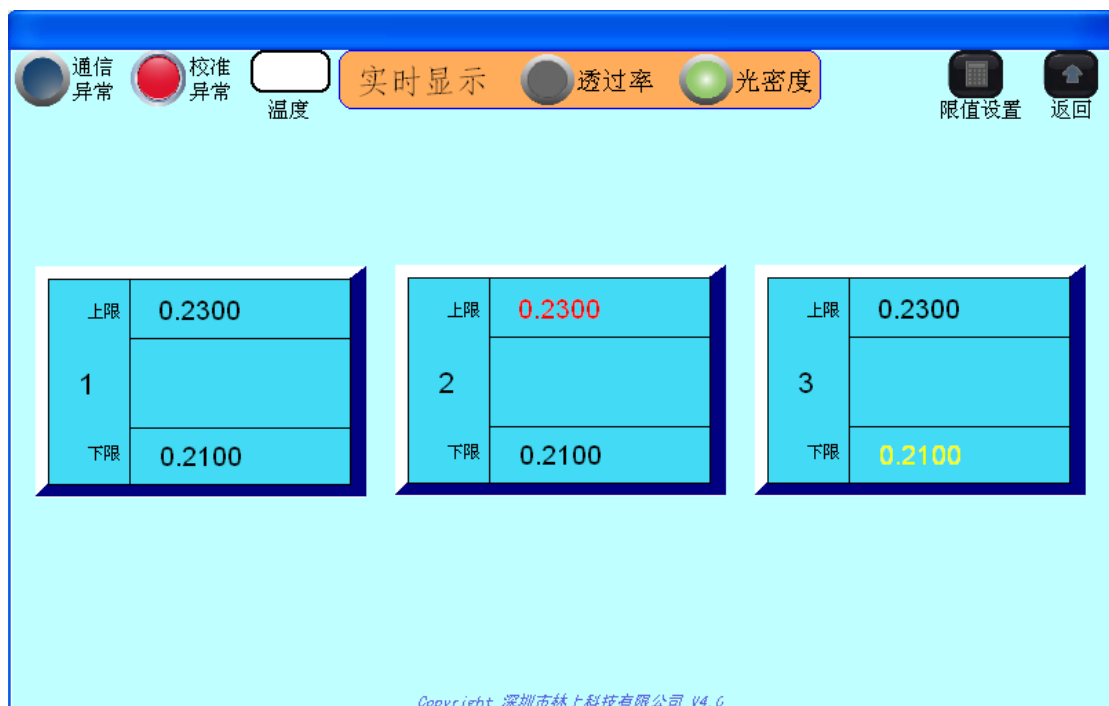 通信
异常
校准
异常
温度
实时显示
透过率
光密度
限值设置
返回
上限 0.2300
1
下限 0.2100
上限 0.2300
2
下限 0.2100
上限 0.2300
3
下限 0.2100
Copyright 深圳市林上科技有限公司